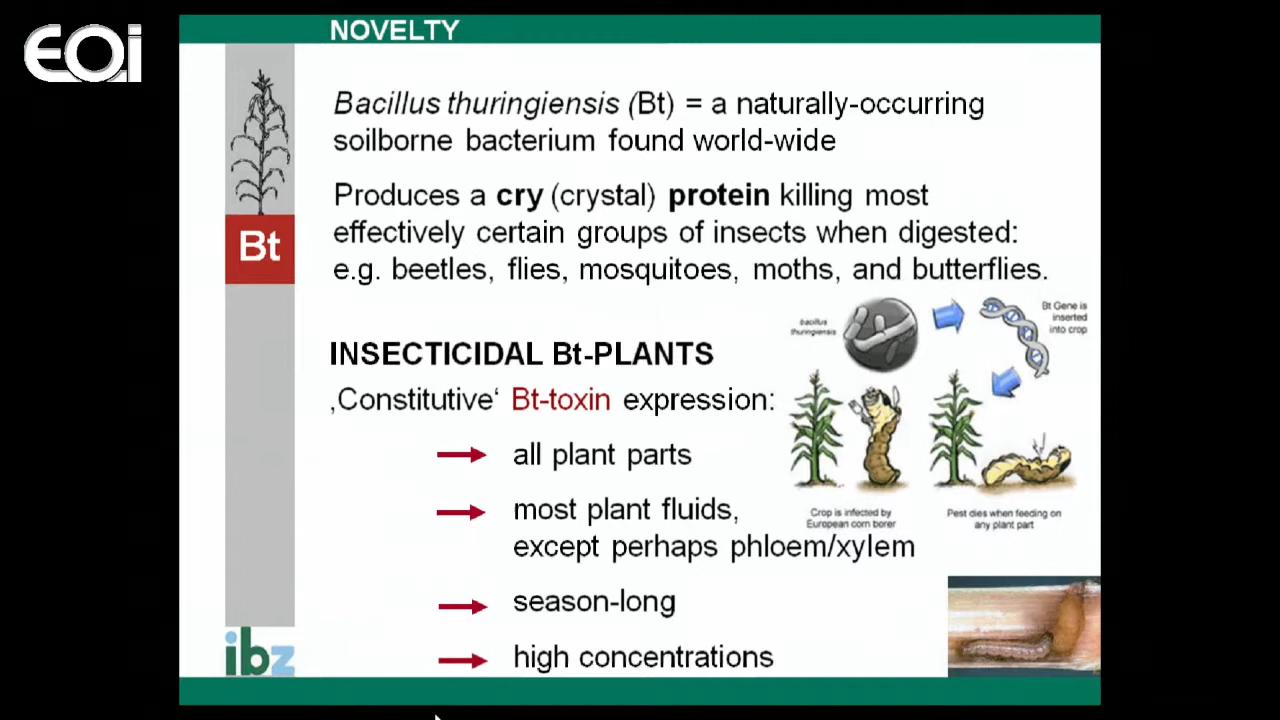 EOi
NOVELTY
Bacillus thuringiensis (Bt) = a naturally-occurring
soilborne bacterium found world-wide
Produces a cry (crystal) protein killing most
effectively certain groups of insects when digested:
e.g. beetles, flies, mosquitoes, moths, and butterflies.
Bt
bacillus
thuringiensis
Bt Gene is
inserted
into crop
INSECTICIDAL Bt-PLANTS
‚Constitutive‘ Bt-toxin expression:
all plant parts
most plant fluids,
except perhaps phloem/xylem
season-long
high concentrations
Crop is infected by
European corn borer
Pest dies when feeding on
any plant part
ibz